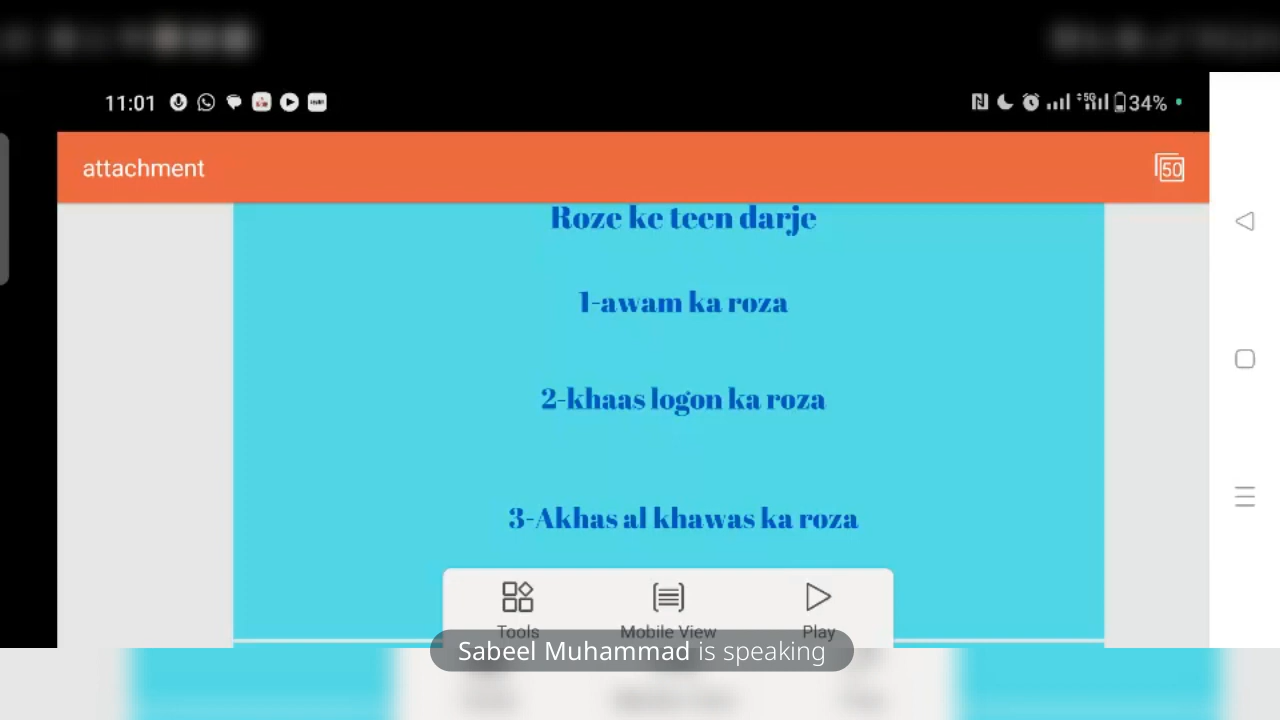 11:01
34%
attachment
50
Roze ke teen darje
1-awam ka roza
2-khaas logon ka roza
3-Akhas al khawas ka roza
Tools
Mobile View
Play
Sabeel Muhammad is speaking